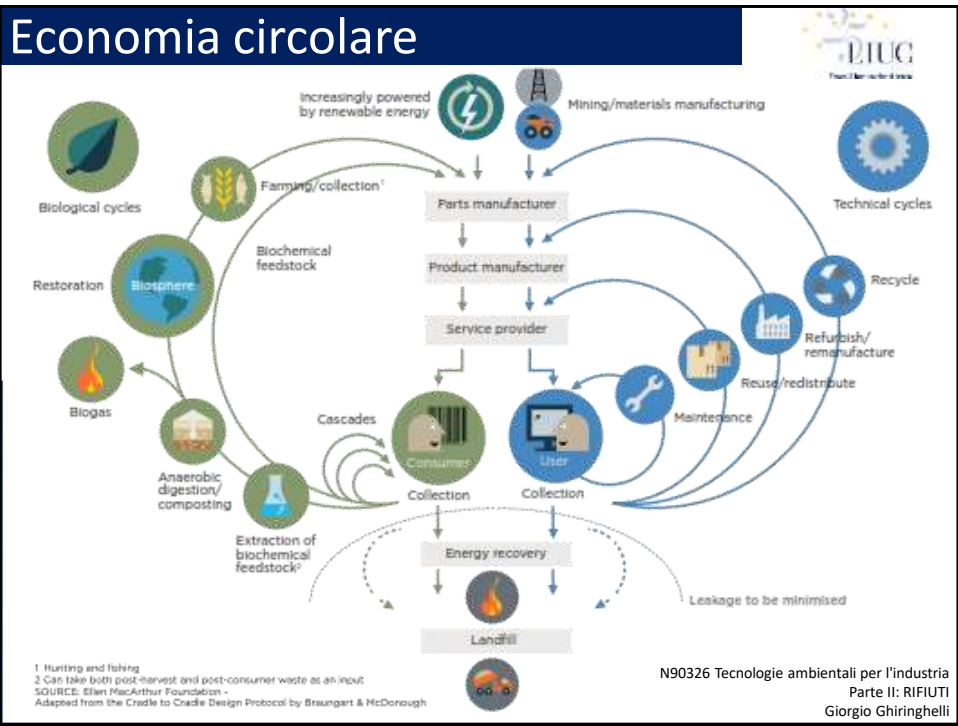 Economia circolare
LIUC
Increasingly powered
by renewable energy
Mining/materials manufacturing
Biological cycles
Farming/collection¹
Parts manufacturer
Technical cycles
Biochemical
feedstock
Product manufacturer
Restoration
Biosphere
Recycle
Service provider
Refurbish/
remanufacture
Reuse/redistribute
Biogas
Cascades
Maintenance
Consumer
User
Anaerobic
digestion/
composting
Collection
Collection
Extraction of
biochemical
feedstock²
Energy recovery
Leakage to be minimised
Landfill
1 Hunting and fishing
2 Can take both post-harvest and post-consumer waste as an input
SOURCE: Ellen MacArthur Foundation -
Adapted from the Cradle to Cradle Design Protocol by Braungart & McDonough
N90326 Tecnologie ambientali per l'industria
Parte II: RIFIUTI
Giorgio Ghiringhelli